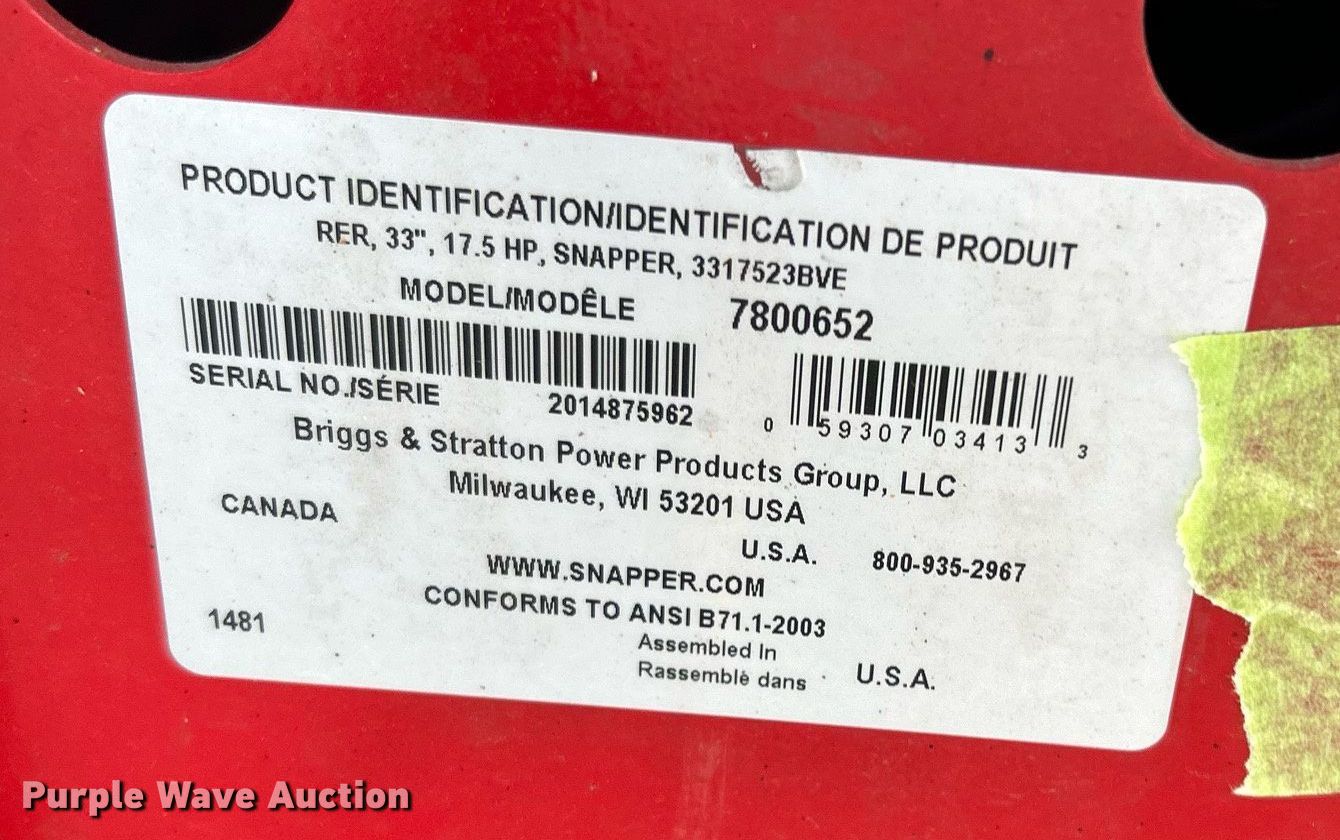 PRODUCT IDENTIFICATION/IDENTIFICATION DE PRODUIT
RER, 33", 17.5 HP, SNAPPER, 3317523BVE
MODEL/MODÊLE 7800652
SERIAL NO./SÉRIE 2014875962
0 59307 03413 3
Briggs & Stratton Power Products Group, LLC
Milwaukee, WI 53201 USA
CANADA
U.S.A. 800-935-2967
WWW.SNAPPER.COM
CONFORMS TO ANSI B71.1-2003
1481
Assembled In
Rassemblè dans U.S.A.
Purple Wave Auction